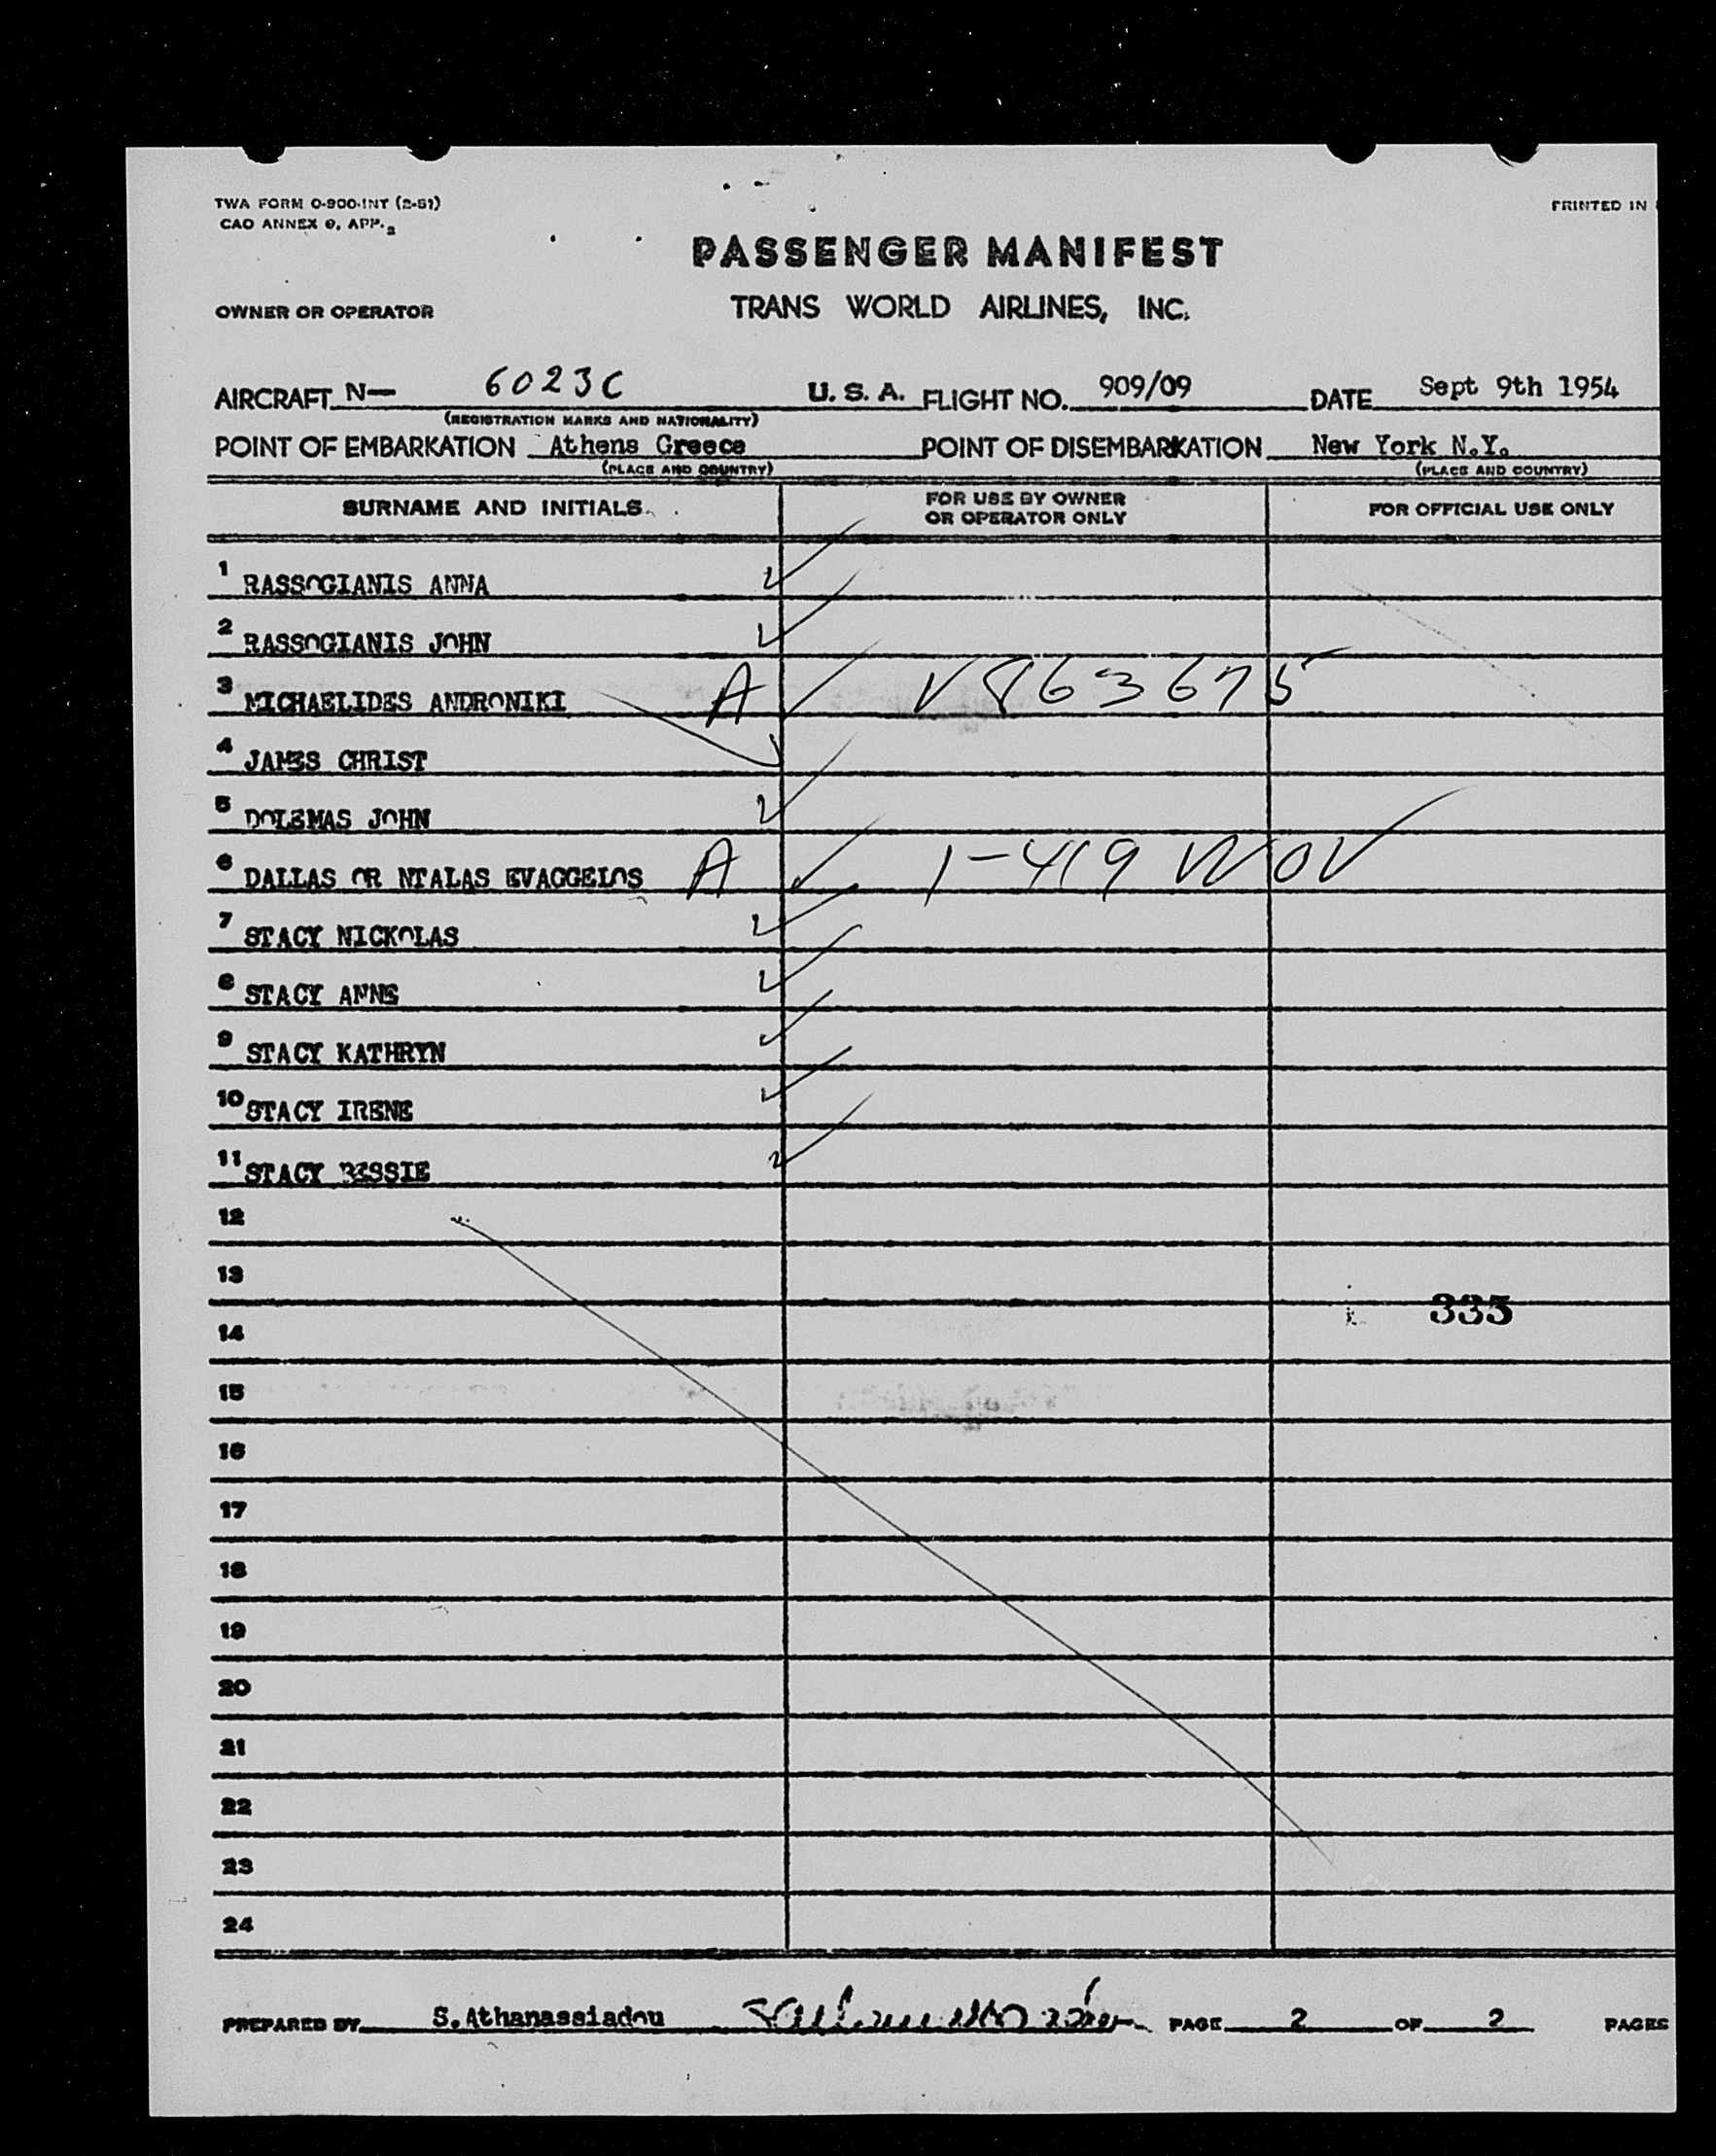 TWA FORM O-900-INT (2-51)
CAO ANNEX 9, APP. 2
PRINTED IN
PASSENGER MANIFEST
OWNER OR OPERATOR TRANS WORLD AIRLINES, INC.
AIRCRAFT N— 6023C U. S. A. FLIGHT NO. 909/09 DATE Sept 9th 1954
(REGISTRATION MARKS AND NATIONALITY)
POINT OF EMBARKATION Athens Greece POINT OF DISEMBARKATION New York N.Y.
(PLACE AND COUNTRY) (PLACE AND COUNTRY)
SURNAME AND INITIALS FOR USE BY OWNER OR OPERATOR ONLY FOR OFFICIAL USE ONLY
1 RASSOGIANIS ANNA
2 RASSOGIANIS JOHN
3 MICHAELIDES ANDRONIKI A V863675
4 JAMES CHRIST
5 DOLEMAS JOHN
6 DALLAS OR NTALAS EVAGGELOS A 1-419
7 STACY NICKOLAS
8 STACY ANNE
9 STACY KATHRYN
10 STACY IRENE
11 STACY BESSIE
12
13
335
14
15
16
17
18
19
20
21
22
23
24
PREPARED BY S.Athanassiadou PAGE 2 OF 2 PAGES